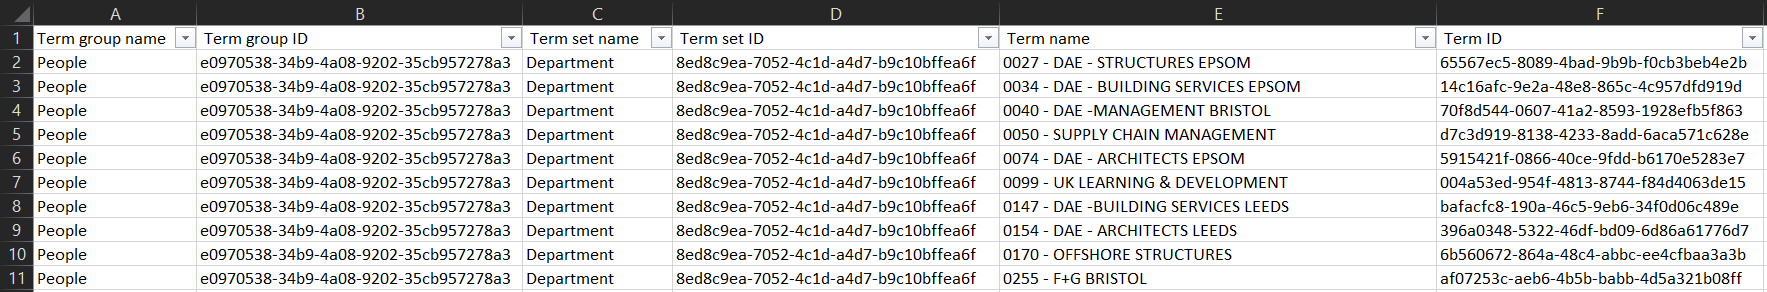 A B C D E F
1 Term group name Term group ID Term set name Term set ID Term name Term ID
2 People e0970538-34b9-4a08-9202-35cb957278a3 Department 8ed8c9ea-7052-4c1d-a4d7-b9c10bffea6f 0027 - DAE - STRUCTURES EPSOM 65567ec5-8089-4bad-9b9b-f0cb3beb4e2b
3 People e0970538-34b9-4a08-9202-35cb957278a3 Department 8ed8c9ea-7052-4c1d-a4d7-b9c10bffea6f 0034 - DAE - BUILDING SERVICES EPSOM 14c16afc-9e2a-48e8-865c-4c957dfd919d
4 People e0970538-34b9-4a08-9202-35cb957278a3 Department 8ed8c9ea-7052-4c1d-a4d7-b9c10bffea6f 0040 - DAE -MANAGEMENT BRISTOL 70f8d544-0607-41a2-8593-1928efb5f863
5 People e0970538-34b9-4a08-9202-35cb957278a3 Department 8ed8c9ea-7052-4c1d-a4d7-b9c10bffea6f 0050 - SUPPLY CHAIN MANAGEMENT d7c3d919-8138-4233-8add-6aca571c628e
6 People e0970538-34b9-4a08-9202-35cb957278a3 Department 8ed8c9ea-7052-4c1d-a4d7-b9c10bffea6f 0074 - DAE - ARCHITECTS EPSOM 5915421f-0866-40ce-9fdd-b6170e5283e7
7 People e0970538-34b9-4a08-9202-35cb957278a3 Department 8ed8c9ea-7052-4c1d-a4d7-b9c10bffea6f 0099 - UK LEARNING & DEVELOPMENT 004a53ed-954f-4813-8744-f84d4063de15
8 People e0970538-34b9-4a08-9202-35cb957278a3 Department 8ed8c9ea-7052-4c1d-a4d7-b9c10bffea6f 0147 - DAE -BUILDING SERVICES LEEDS bafacfc8-190a-46c5-9eb6-34f0d06c489e
9 People e0970538-34b9-4a08-9202-35cb957278a3 Department 8ed8c9ea-7052-4c1d-a4d7-b9c10bffea6f 0154 - DAE - ARCHITECTS LEEDS 396a0348-5322-46df-bd09-6d86a61776d7
10 People e0970538-34b9-4a08-9202-35cb957278a3 Department 8ed8c9ea-7052-4c1d-a4d7-b9c10bffea6f 0170 - OFFSHORE STRUCTURES 6b560672-864a-48c4-abbc-ee4cfbaa3a3b
11 People e0970538-34b9-4a08-9202-35cb957278a3 Department 8ed8c9ea-7052-4c1d-a4d7-b9c10bffea6f 0255 - F+G BRISTOL af07253c-aeb6-4b5b-babb-4d5a321b08ff